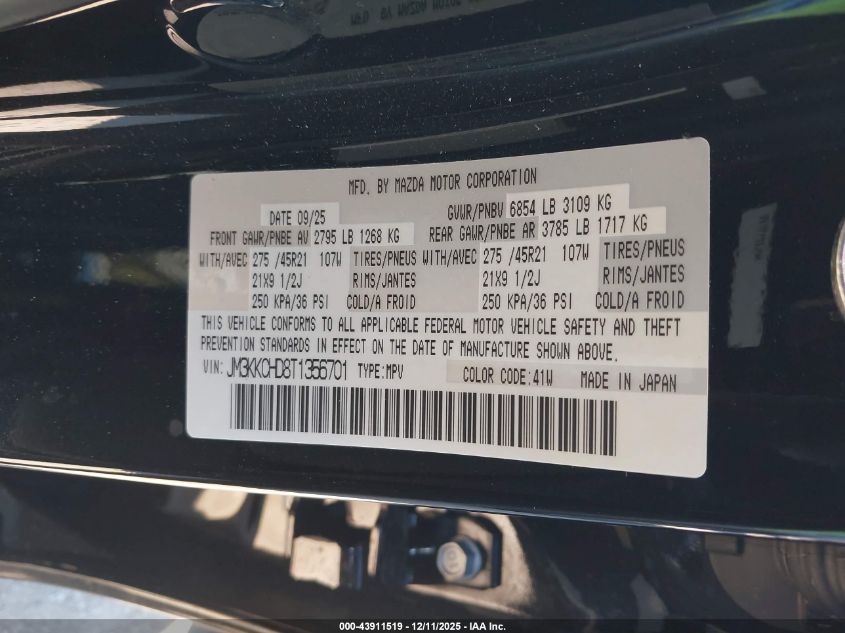 MFD. BY MAZDA MOTOR CORPORATION
DATE 09/25 GVWR/PNBV 6854 LB 3109 KG
FRONT GAWR/PNBE AV 2795 LB 1268 KG REAR GAWR/PNBE AR 3785 LB 1717 KG
WITH/AVEC 275 /45R21 107W TIRES/PNEUS WITH/AVEC 275 /45R21 107W TIRES/PNEUS
21X9 1/2J RIMS/JANTES 21X9 1/2J RIMS/JANTES
250 KPA/36 PSI COLD/A FROID 250 KPA/36 PSI COLD/A FROID
THIS VEHICLE CONFORMS TO ALL APPLICABLE FEDERAL MOTOR VEHICLE SAFETY AND THEFT
PREVENTION STANDARDS IN EFFECT ON THE DATE OF MANUFACTURE SHOWN ABOVE.
VIN: JM3KKCHD8T1356701 TYPE:MPV COLOR CODE:41W MADE IN JAPAN
000-43911519 - 12/11/2025 - IAA Inc.